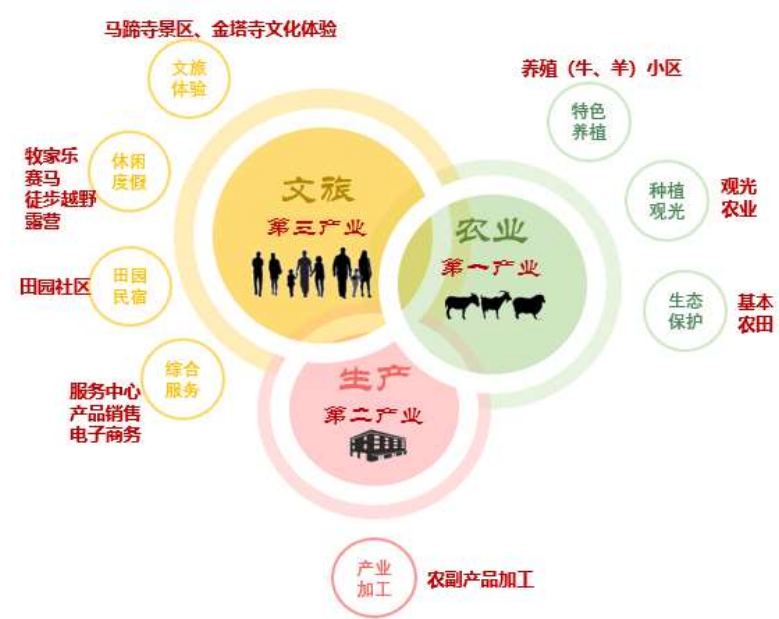 马蹄寺景区、金塔寺文化体验
文旅
体验
养殖（牛、羊）小区
特色
养植
牧家乐
赛马
徒步越野
露营
休闲
度假
文旅
第三产业
种植
观光
观光
农业
农业
第一产业
田园社区
田园
民宿
生态
保护
基本
农田
综合
服务
服务中心
产品销售
电子商务
生产
第二产业
产业
加工
农副产品加工